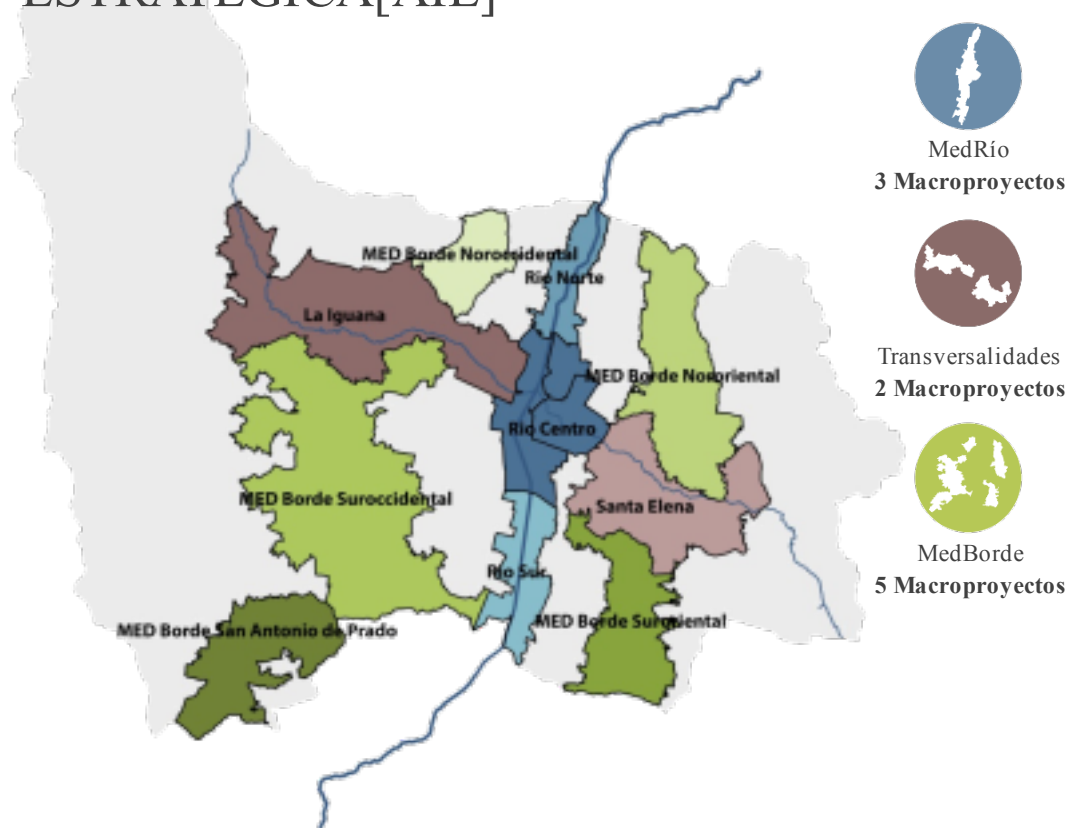 ESTRATÉGICA[AIE]
MedRío
3 Macroproyectos
MED Borde Noroccidental
Río Norte
La Iguana
Transversalidades
2 Macroproyectos
MED Borde Nororiental
Río Centro
MED Borde Suroccidental
Santa Elena
MedBorde
5 Macroproyectos
Río Sur
MED Borde Suroriental
MED Borde San Antonio de Prado